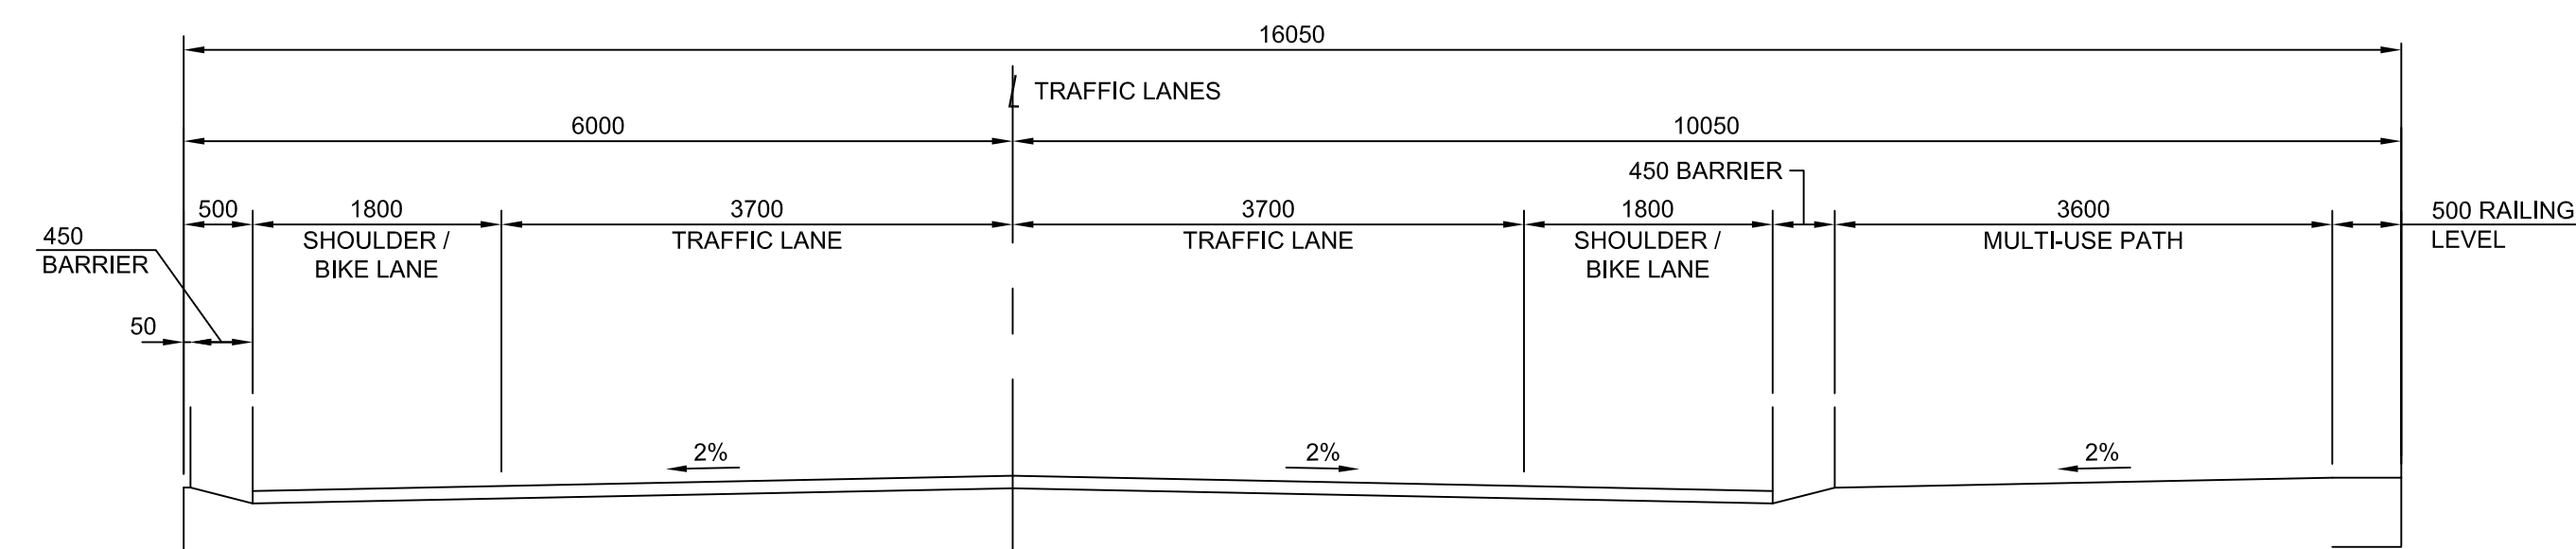 16050
TRAFFIC LANES
6000
10050
450 BARRIER
500
1800
3700
3700
1800
3600
500 RAILING
SHOULDER /
TRAFFIC LANE
TRAFFIC LANE
SHOULDER /
MULTI-USE PATH
LEVEL
450
BARRIER
BIKE LANE
BIKE LANE
50
2%
2%
2%